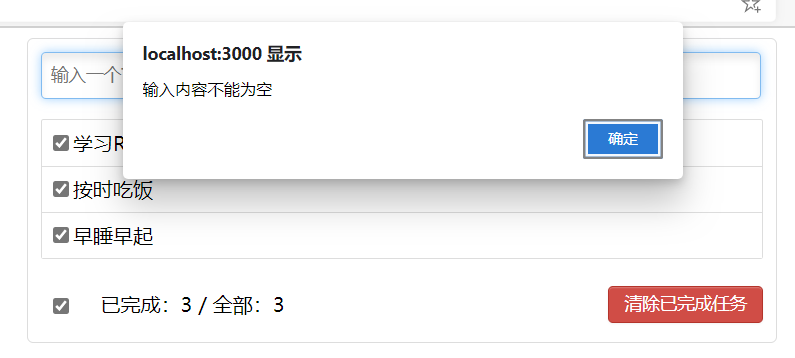 localhost:3000 显示
输入内容不能为空
确定
输入一个
学习R
按时吃饭
早睡早起
已完成：3 / 全部：3
清除已完成任务